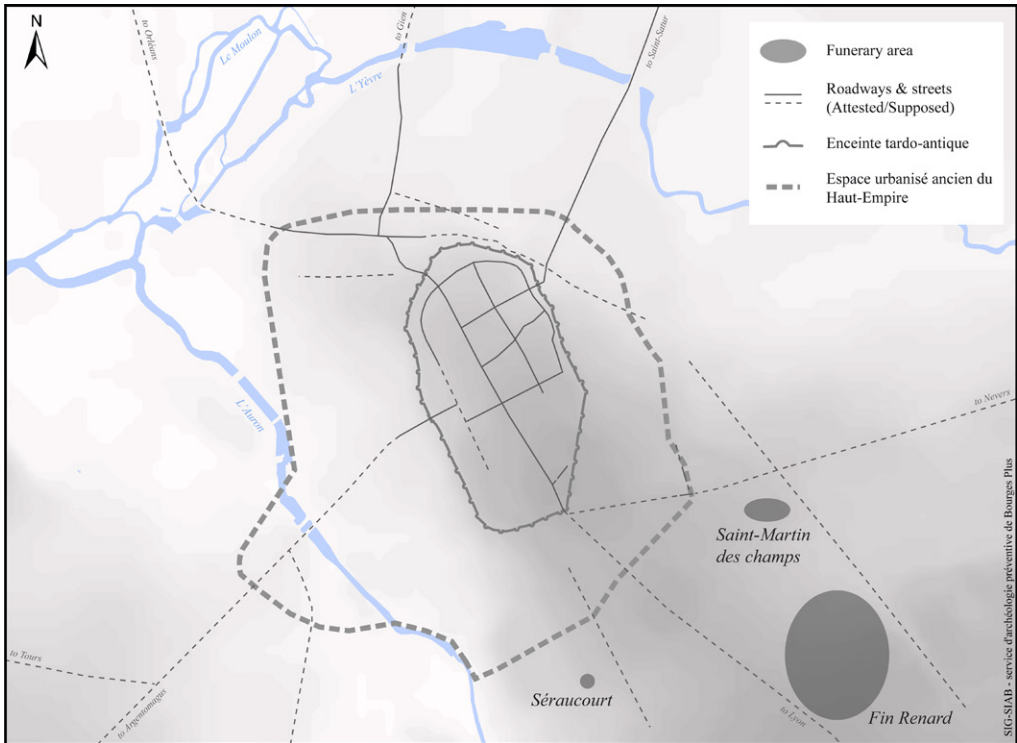 N
to Orléans
Le Moulon
to Gien
L'Yèvre
to Saint-Satur
Funerary area
Roadways & streets
(Attested/Supposed)
Enceinte tardo-antique
Espace urbanisé ancien du
Haut-Empire
L'Auron
to Nevers
Saint-Martin
des champs
to Tours
to Argentomagus
Séraucourt
to Lyon
Fin Renard
SIG-SIAB - service d'archéologie préventive de Bourges Plus